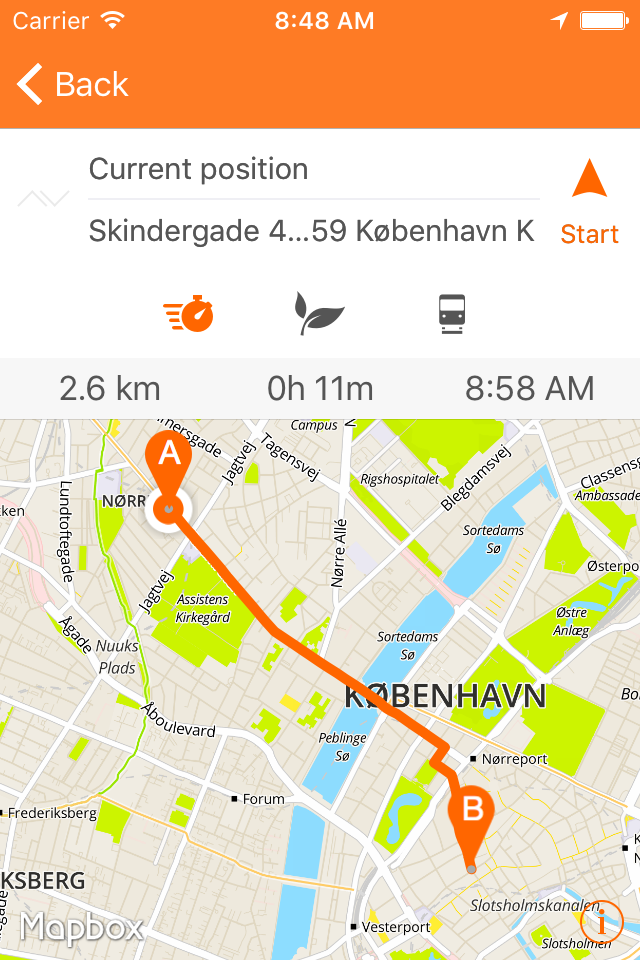 Carrier 8:48 AM
Back
Current position
Skindergade 4...59 København K
Start
2.6 km 0h 11m 8:58 AM
Campus
Jagtvej
Tagensvej
Rigshospitalet
Blegdamsvej
Classensg
Ambassade
A
NØRR
Lundtoftegade
Sortedams
Sø
Nørre Allé
Østerpo
Jagtvej
Assistens
Kirkegård
Østre
Anlæg
Ågade
Nuuks
Plads
Sortedams
Sø
KØBENHAVN
Åboulevard
Peblinge
Sø
Nørreport
Forum
B
Frederiksberg
KSBERG
Slotsholmskanalen
Vesterport
Slotsholmen
Mapbox
i